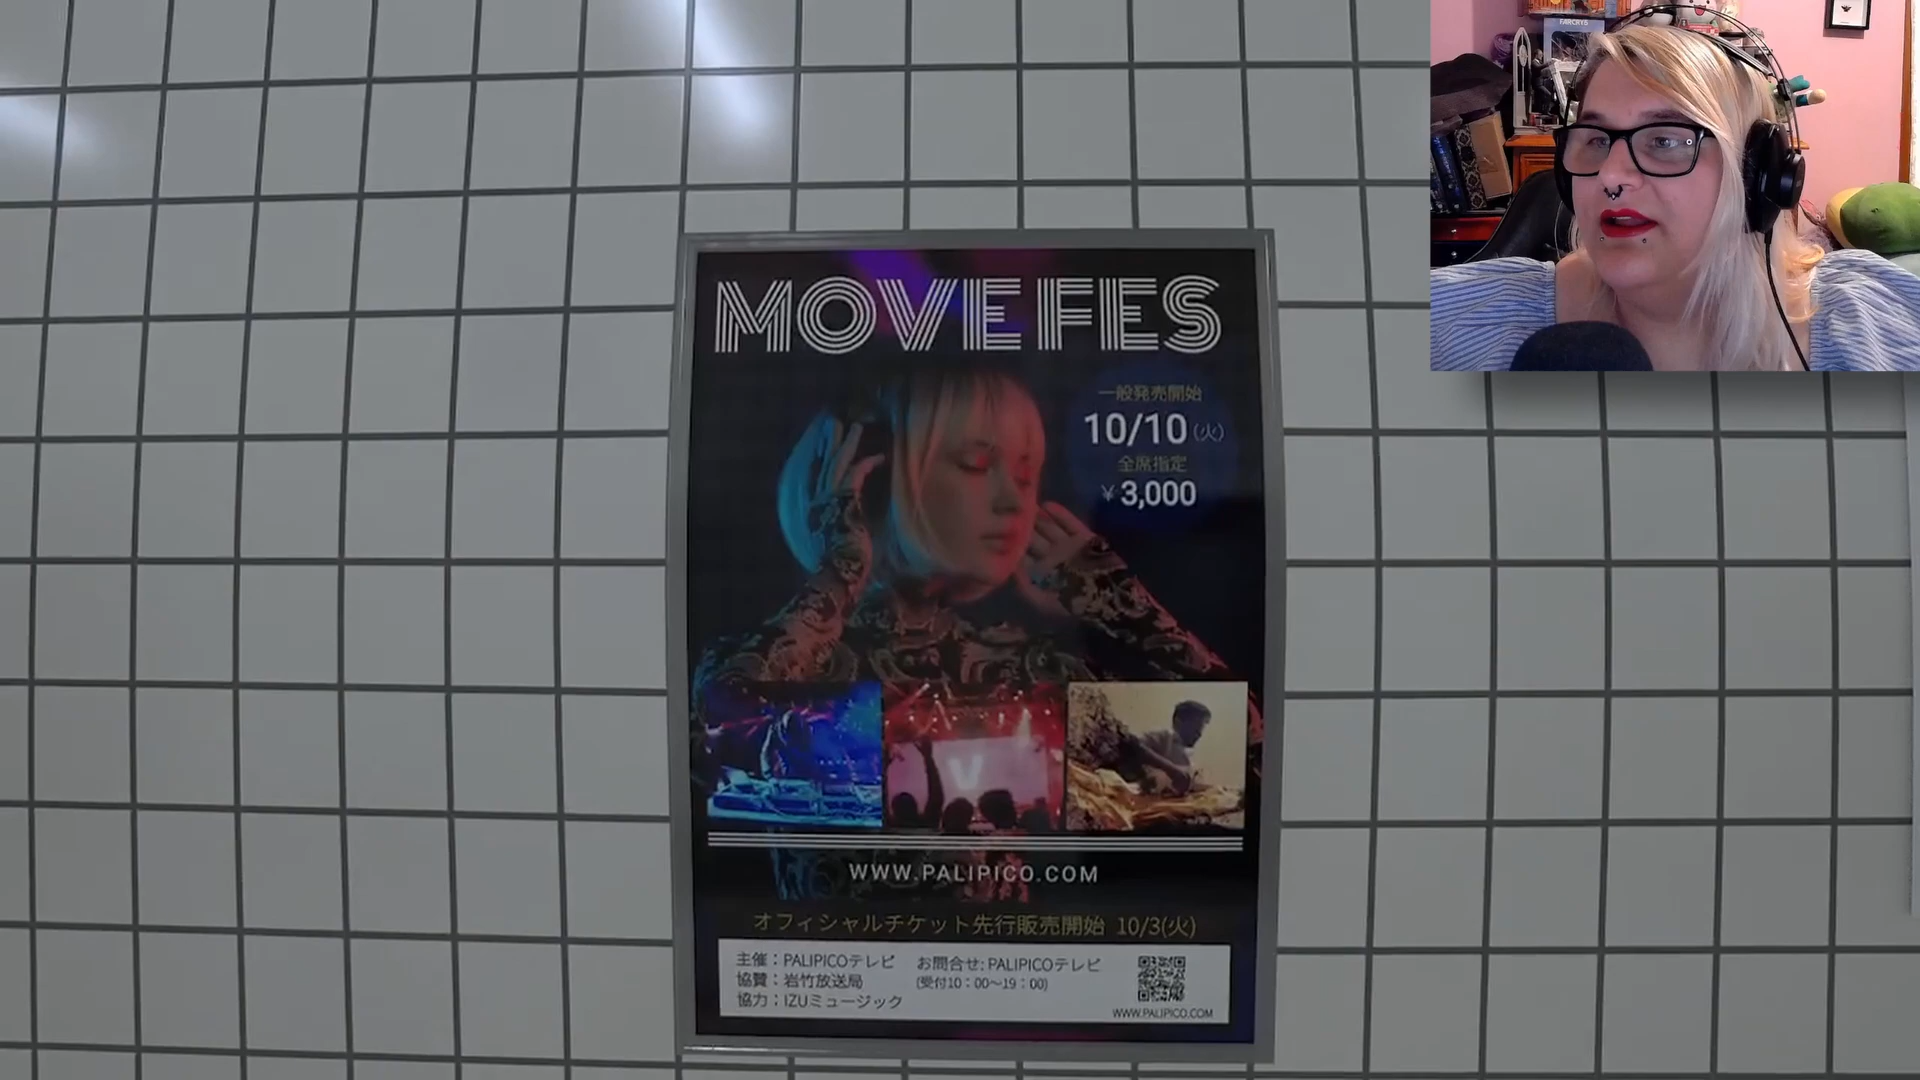 FARCRY5
MOVE FES
一般発売開始
10/10(火)
全席指定
¥3,000
WWW.PALIPICO.COM
オフィシャルチケット先行販売開始 10/3(火)
主催：PALIPICOテレビ
協賛：岩竹放送局
協力：IZUミュージック
お問合せ: PALIPICOテレビ
(受付10：00～19：00)
WWW.PALIPICO.COM